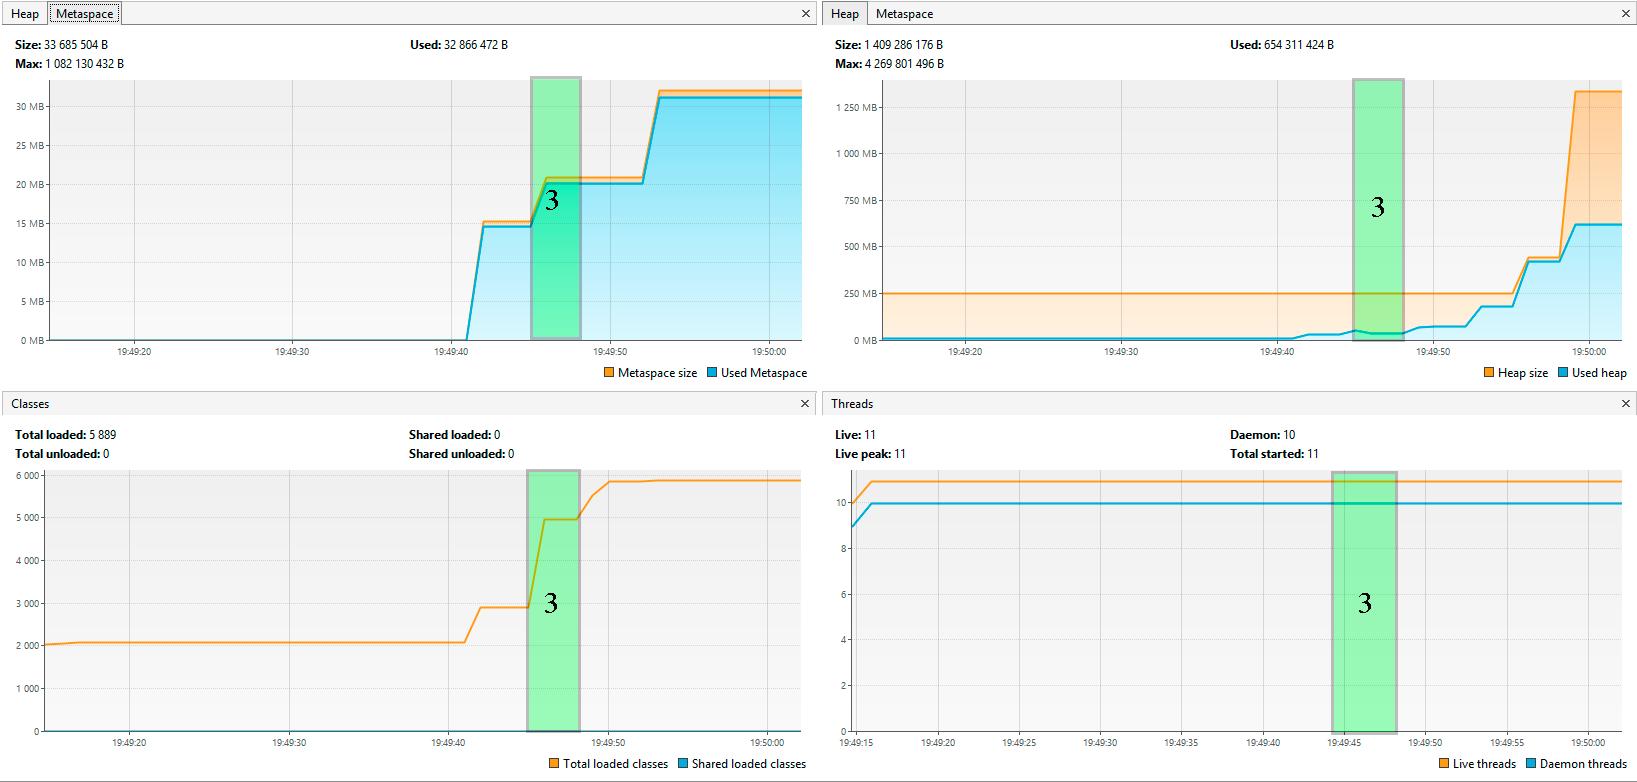 Heap Metaspace ×
Size: 33 685 504 B Used: 32 866 472 B
Max: 1 082 130 432 B
30 MB
25 MB
20 MB
15 MB
10 MB
5 MB
0 MB
3
19:49:20 19:49:30 19:49:40 19:49:50 19:50:00
Metaspace size Used Metaspace
Heap Metaspace ×
Size: 1 409 286 176 B Used: 654 311 424 B
Max: 4 269 801 496 B
1 250 MB
1 000 MB
750 MB
500 MB
250 MB
0 MB
3
19:49:20 19:49:30 19:49:40 19:49:50 19:50:00
Heap size Used heap
Classes ×
Total loaded: 5 889 Shared loaded: 0
Total unloaded: 0 Shared unloaded: 0
6 000
5 000
4 000
3 000
2 000
1 000
0
3
19:49:20 19:49:30 19:49:40 19:49:50 19:50:00
Total loaded classes Shared loaded classes
Threads ×
Live: 11 Daemon: 10
Live peak: 11 Total started: 11
10
8
6
4
2
0
3
19:49:15 19:49:20 19:49:25 19:49:30 19:49:35 19:49:40 19:49:45 19:49:50 19:49:55 19:50:00
Live threads Daemon threads